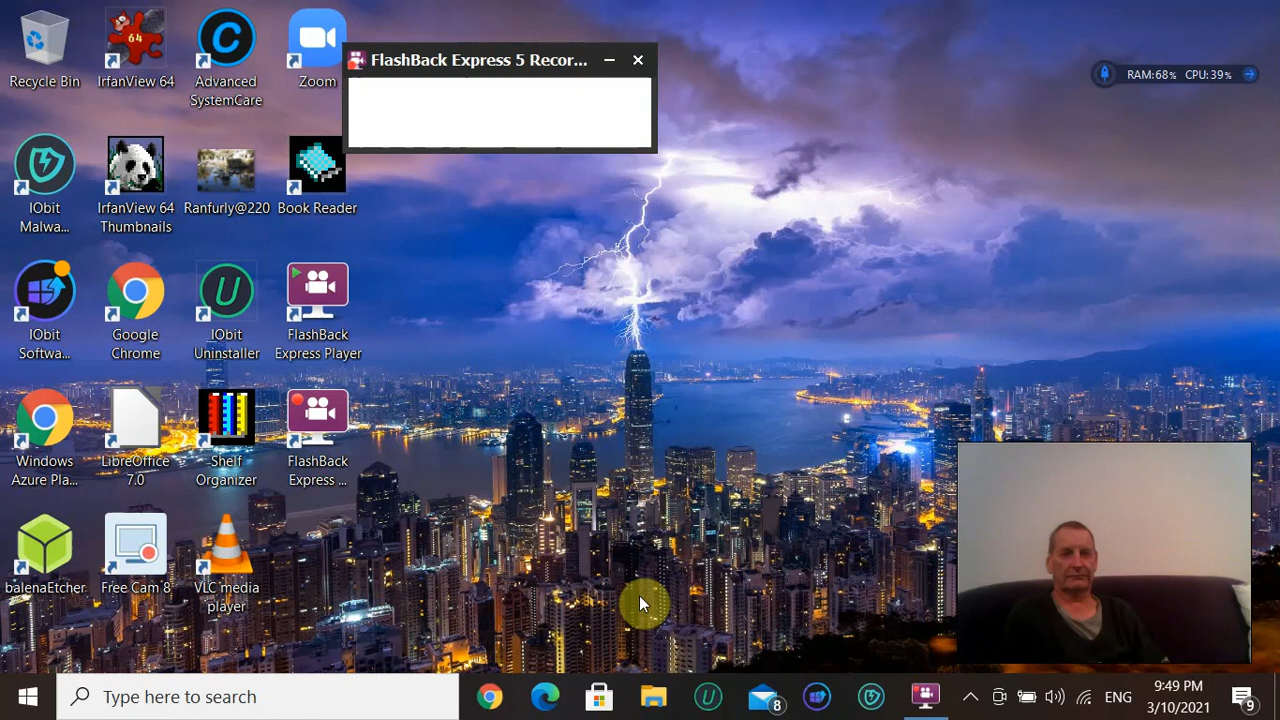 Recycle Bin
IrfanView 64
64
Advanced
SystemCare
Zoom
FlashBack Express 5 Recor...
RAM:68% CPU:39%
IObit
Malwa...
IrfanView 64
Thumbnails
Ranfurly@220
Book Reader
IObit
Softwa...
Google
Chrome
IObit
Uninstaller
FlashBack
Express Player
Windows
Azure Pla...
LibreOffice
7.0
Shelf
Organizer
FlashBack
Express ...
balenaEtcher
Free Cam 8
VLC media
player
Type here to search
8
ENG
9:49 PM
3/10/2021
9